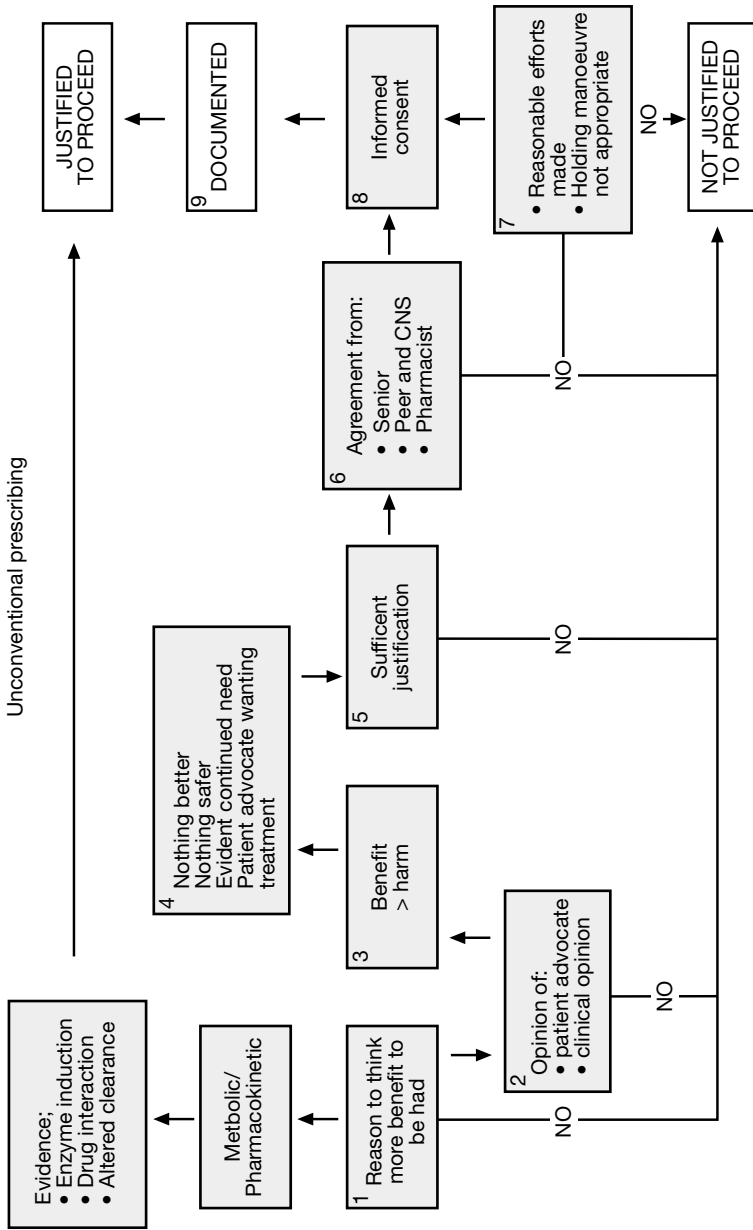 Unconventional prescribing
Evidence;
• Enzyme induction
• Drug interaction
• Altered clearance
Metbolic/
Pharmacokinetic
1
Reason to think
more benefit to
be had
NO
2
Opinion of:
• patient advocate
• clinical opinion
NO
3
Benefit
> harm
4
Nothing better
Nothing safer
Evident continued need
Patient advocate wanting
treatment
5
Sufficent
justification
NO
6
Agreement from:
• Senior
• Peer and CNS
• Pharmacist
NO
7
• Reasonable efforts
made
• Holding manoeuvre
not appropriate
NO
8
Informed
consent
9
DOCUMENTED
JUSTIFIED
TO PROCEED
NOT JUSTIFIED
TO PROCEED